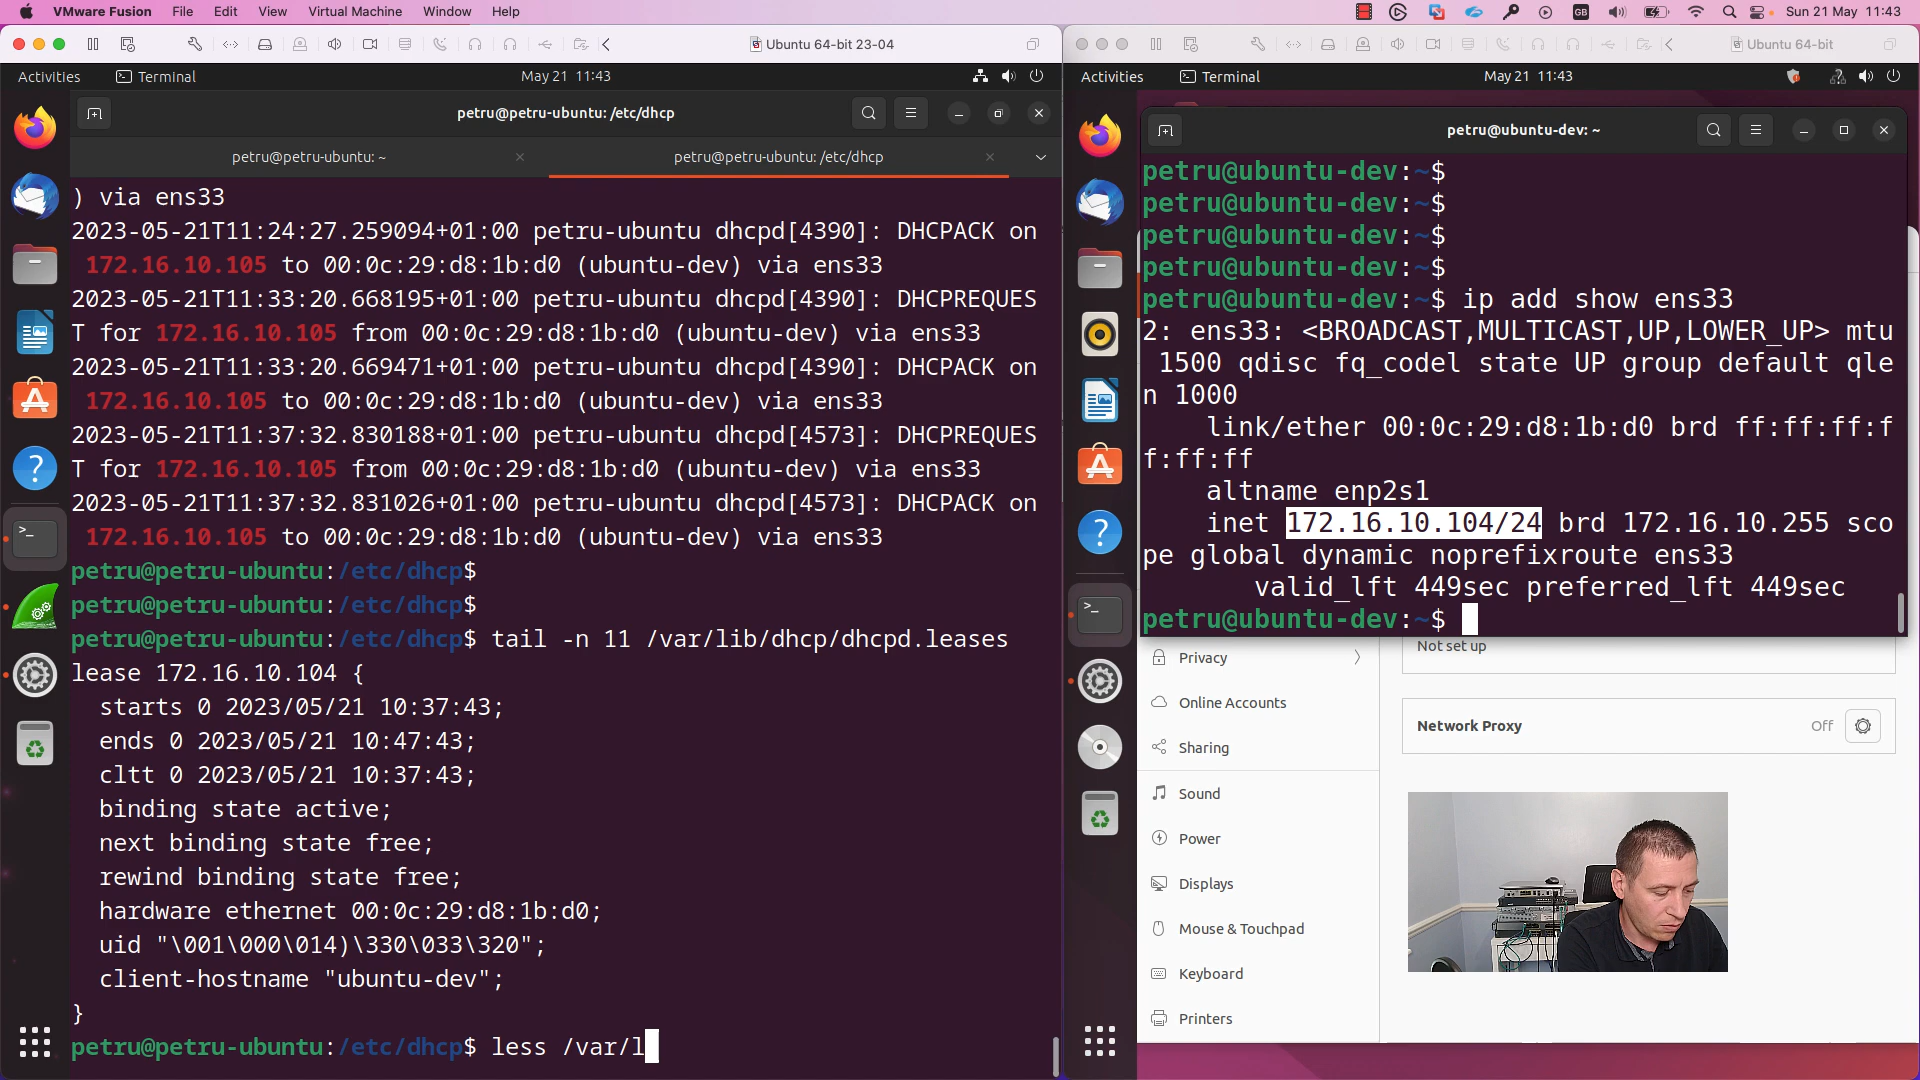 VMware Fusion File Edit View Virtual Machine Window Help
GB
Sun 21 May 11:43
Ubuntu 64-bit 23-04
Activities Terminal May 21 11:43
petru@petru-ubuntu: /etc/dhcp
petru@petru-ubuntu: ~
petru@petru-ubuntu: /etc/dhcp
) via ens33
2023-05-21T11:24:27.259094+01:00 petru-ubuntu dhcpd[4390]: DHCPACK on
172.16.10.105 to 00:0c:29:d8:1b:d0 (ubuntu-dev) via ens33
2023-05-21T11:33:20.668195+01:00 petru-ubuntu dhcpd[4390]: DHCPREQUES
T for 172.16.10.105 from 00:0c:29:d8:1b:d0 (ubuntu-dev) via ens33
2023-05-21T11:33:20.669471+01:00 petru-ubuntu dhcpd[4390]: DHCPACK on
172.16.10.105 to 00:0c:29:d8:1b:d0 (ubuntu-dev) via ens33
2023-05-21T11:37:32.830188+01:00 petru-ubuntu dhcpd[4573]: DHCPREQUES
T for 172.16.10.105 from 00:0c:29:d8:1b:d0 (ubuntu-dev) via ens33
2023-05-21T11:37:32.831026+01:00 petru-ubuntu dhcpd[4573]: DHCPACK on
172.16.10.105 to 00:0c:29:d8:1b:d0 (ubuntu-dev) via ens33
petru@petru-ubuntu:/etc/dhcp$
petru@petru-ubuntu:/etc/dhcp$
petru@petru-ubuntu:/etc/dhcp$ tail -n 11 /var/lib/dhcp/dhcpd.leases
lease 172.16.10.104 {
starts 0 2023/05/21 10:37:43;
ends 0 2023/05/21 10:47:43;
cltt 0 2023/05/21 10:37:43;
binding state active;
next binding state free;
rewind binding state free;
hardware ethernet 00:0c:29:d8:1b:d0;
uid "\001\000\014)\330\033\320";
client-hostname "ubuntu-dev";
}
petru@petru-ubuntu:/etc/dhcp$ less /var/l
Ubuntu 64-bit
Activities Terminal May 21 11:43
petru@ubuntu-dev: ~
petru@ubuntu-dev:~$
petru@ubuntu-dev:~$
petru@ubuntu-dev:~$
petru@ubuntu-dev:~$
petru@ubuntu-dev:~$ ip add show ens33
2: ens33: <BROADCAST,MULTICAST,UP,LOWER_UP> mtu
1500 qdisc fq_codel state UP group default qle
n 1000
link/ether 00:0c:29:d8:1b:d0 brd ff:ff:ff:f
f:ff:ff
altname enp2s1
inet 172.16.10.104/24 brd 172.16.10.255 sco
pe global dynamic noprefixroute ens33
valid_lft 449sec preferred_lft 449sec
petru@ubuntu-dev:~$
Privacy
Online Accounts
Sharing
Sound
Power
Displays
Mouse & Touchpad
Keyboard
Printers
Not set up
Network Proxy Off